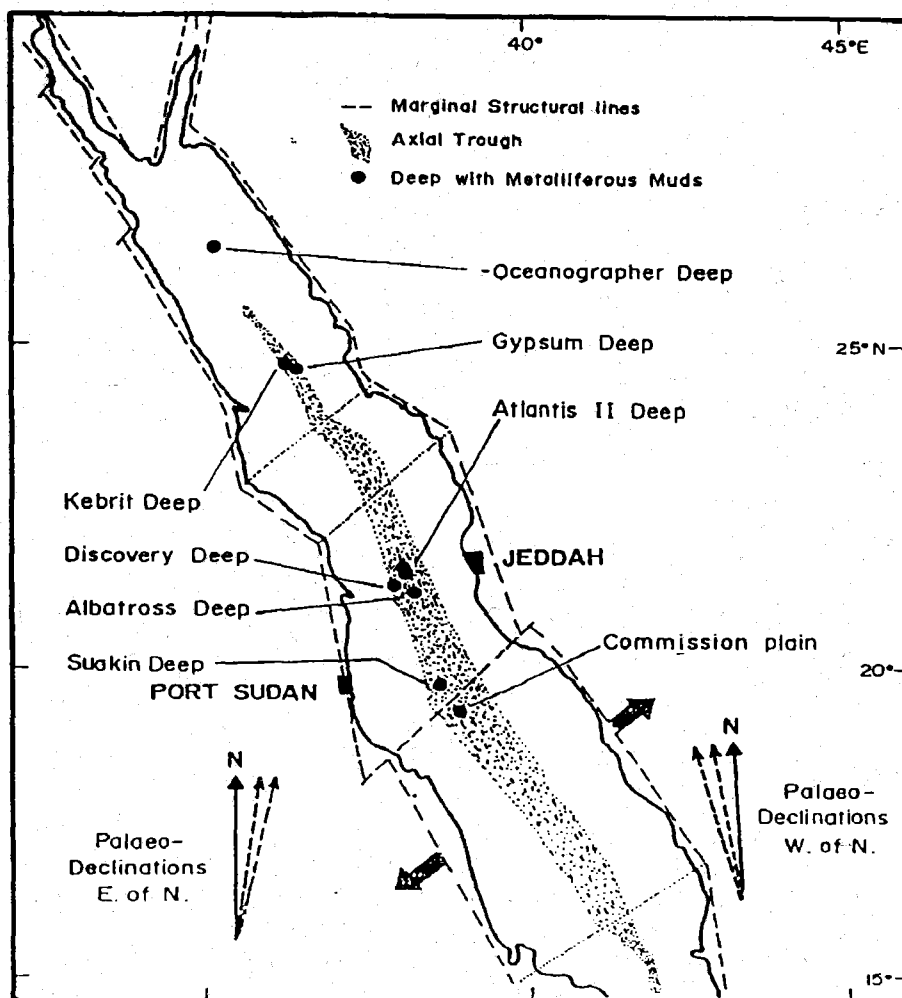 40°
45°E
Marginal Structural lines
Axial Trough
Deep with Metalliferous Muds
-Oceanographer Deep
Gypsum Deep
25°N
Atlantis II Deep
Kebrit Deep
Discovery Deep
JEDDAH
Albatross Deep
Commission plain
Suakin Deep
20°
PORT SUDAN
N
N
Palaeo-
Declinations
E. of N.
Palaeo-
Declinations
W. of N.
15°